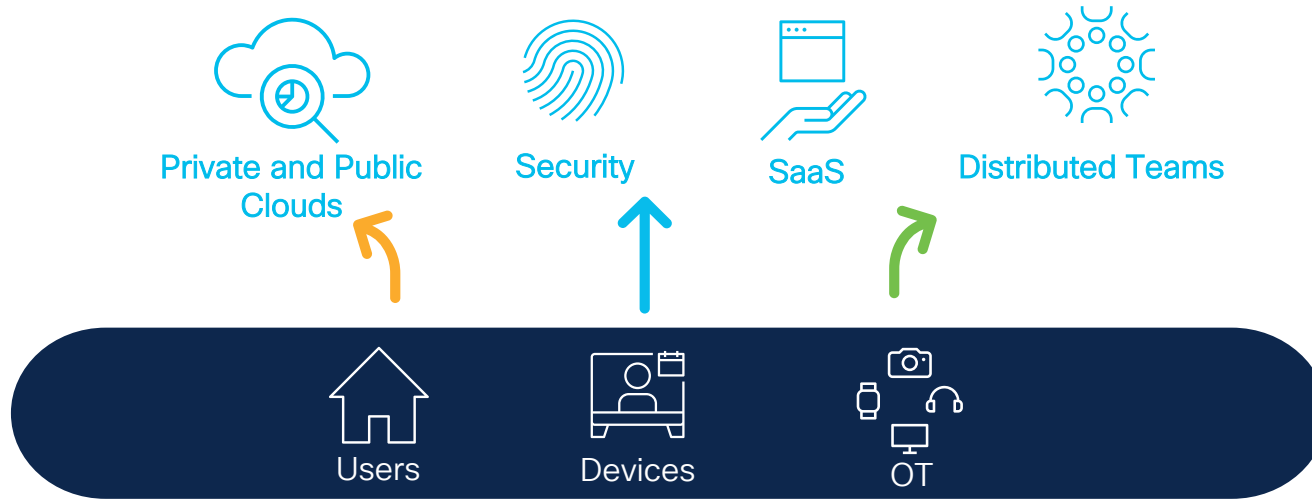 Private and Public
Clouds
Security
SaaS
Distributed Teams
Users
Devices
OT